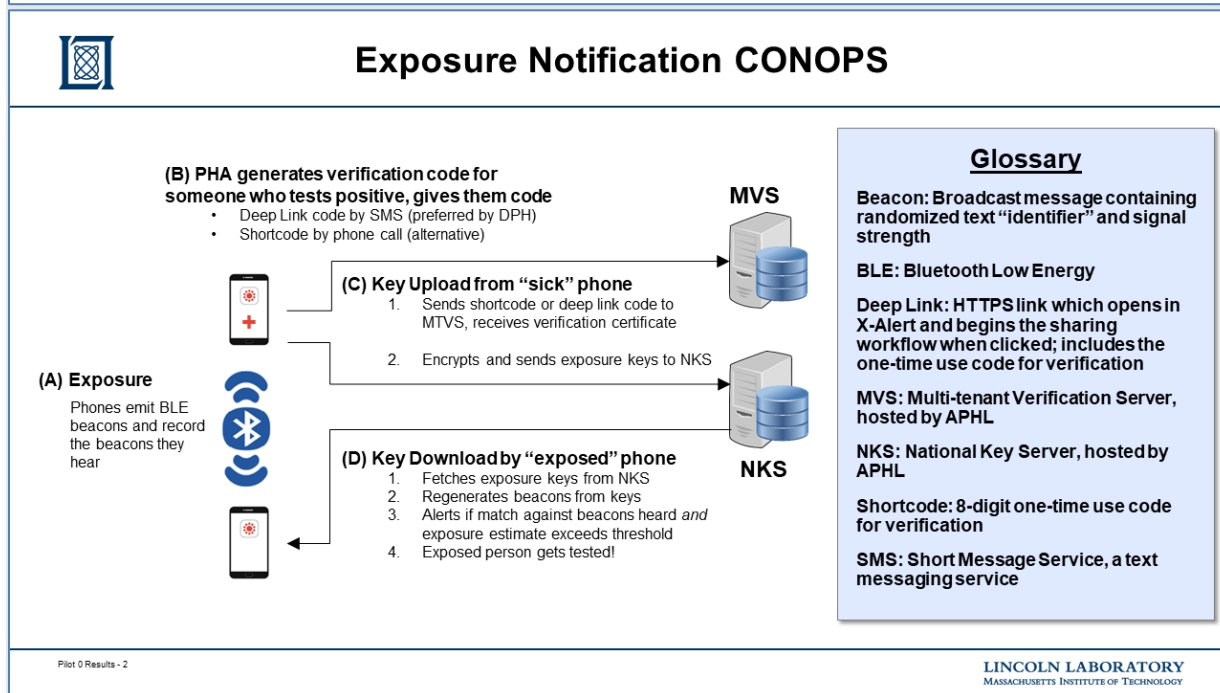 Exposure Notification CONOPS
(B) PHA generates verification code for
someone who tests positive, gives them code
• Deep Link code by SMS (preferred by DPH)
• Shortcode by phone call (alternative)
MVS
(C) Key Upload from “sick” phone
1. Sends shortcode or deep link code to
MTVS, receives verification certificate
2. Encrypts and sends exposure keys to NKS
(A) Exposure
Phones emit BLE
beacons and record
the beacons they
hear
NKS
(D) Key Download by “exposed” phone
1. Fetches exposure keys from NKS
2. Regenerates beacons from keys
3. Alerts if match against beacons heard and
exposure estimate exceeds threshold
4. Exposed person gets tested!
Glossary
Beacon: Broadcast message containing
randomized text “identifier” and signal
strength
BLE: Bluetooth Low Energy
Deep Link: HTTPS link which opens in
X-Alert and begins the sharing
workflow when clicked; includes the
one-time use code for verification
MVS: Multi-tenant Verification Server,
hosted by APHL
NKS: National Key Server, hosted by
APHL
Shortcode: 8-digit one-time use code
for verification
SMS: Short Message Service, a text
messaging service
Pilot 0 Results - 2
LINCOLN LABORATORY
MASSACHUSETTS INSTITUTE OF TECHNOLOGY